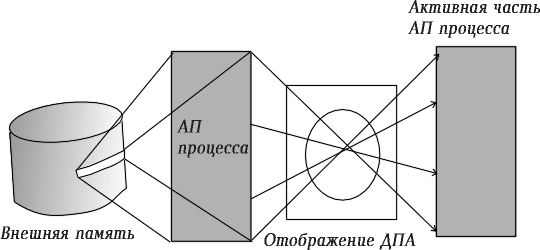 Активная часть
АП процесса
АП
процесса
Внешняя память
Отображение ДПА